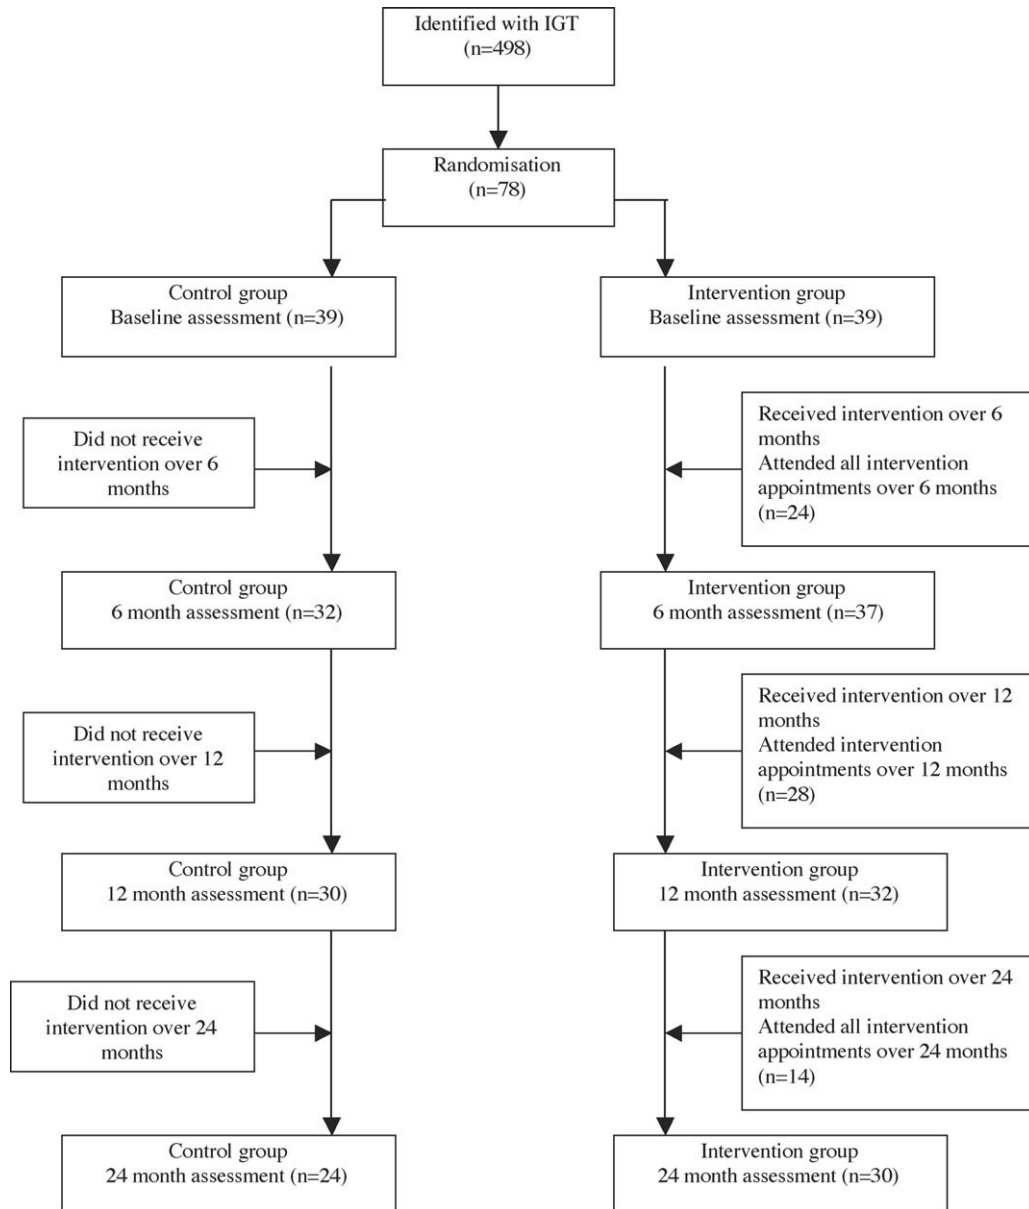 Identified with IGT
(n=498)
Randomisation
(n=78)
Control group
Baseline assessment (n=39)
Intervention group
Baseline assessment (n=39)
Did not receive
intervention over 6
months
Received intervention over 6
months
Attended all intervention
appointments over 6 months
(n=24)
Control group
6 month assessment (n=32)
Intervention group
6 month assessment (n=37)
Did not receive
intervention over 12
months
Received intervention over 12
months
Attended intervention
appointments over 12 months
(n=28)
Control group
12 month assessment (n=30)
Intervention group
12 month assessment (n=32)
Did not receive
intervention over 24
months
Received intervention over 24
months
Attended all intervention
appointments over 24 months
(n=14)
Control group
24 month assessment (n=24)
Intervention group
24 month assessment (n=30)